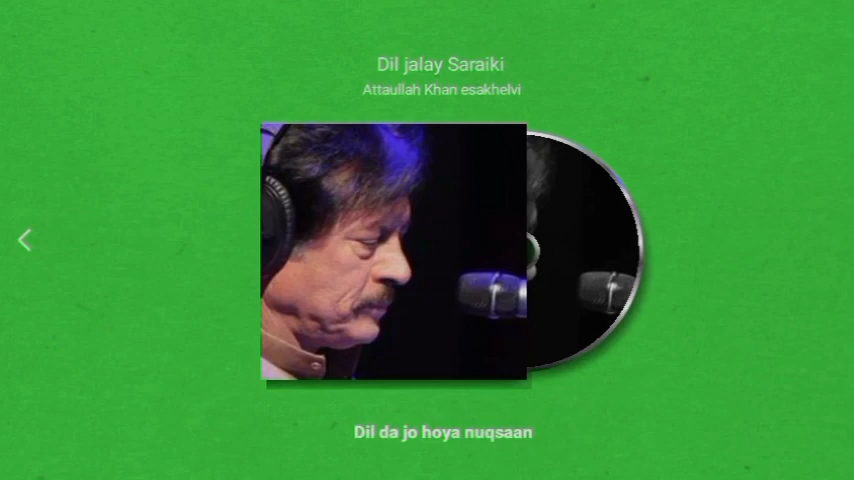 Dil jalay Saraiki
Attaullah Khan esakhelvi
Dil da jo hoya nuqsaan